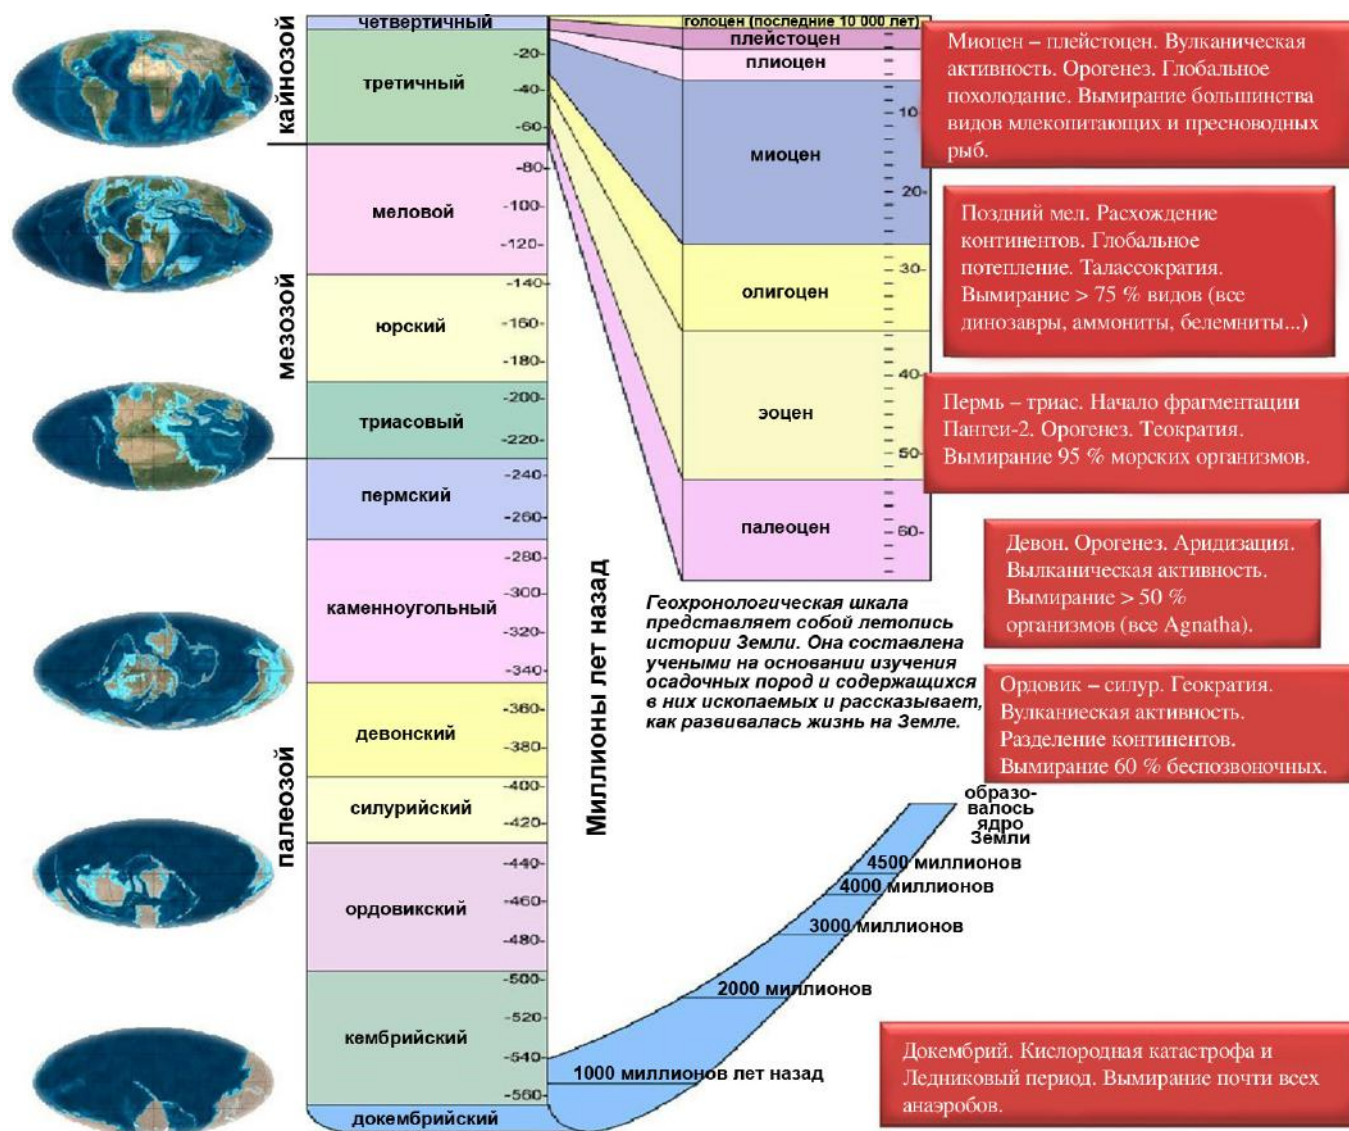 кайнозой
мезозой
палеозой
четвертичный
третичный
меловой
юрский
триасовый
пермский
каменноугольный
девонский
силурийский
ордовикский
кембрийский
докембрийский
-20-
-40-
-60-
-80-
-100-
-120-
-140-
-160-
-180-
-200-
-220-
-240-
-260-
-280-
-300-
-320-
-340-
-360-
-380-
-400-
-420-
-440-
-460-
-480-
-500-
-520-
-540-
-560-
Миллионы лет назад
голоцен (последние 10 000 лет)
плейстоцен
плиоцен
миоцен
олигоцен
эоцен
палеоцен
10-
20-
30-
40-
50-
60-
Геохронологическая шкала
представляет собой летопись
истории Земли. Она составлена
учеными на основании изучения
осадочных пород и содержащихся
в них ископаемых и рассказывает,
как развивалась жизнь на Земле.
образо-
валось
ядро
Земли
4500 миллионов
4000 миллионов
3000 миллионов
2000 миллионов
1000 миллионов лет назад
Миоцен – плейстоцен. Вулканическая
активность. Орогенез. Глобальное
похолодание. Вымирание большинства
видов млекопитающих и пресноводных
рыб.
Поздний мел. Расхождение
континентов. Глобальное
потепление. Талассократия.
Вымирание > 75 % видов (все
динозавры, аммониты, белемниты...)
Пермь – триас. Начало фрагментации
Пангеи-2. Орогенез. Теократия.
Вымирание 95 % морских организмов.
Девон. Орогенез. Аридизация.
Вылканическая активность.
Вымирание > 50 %
организмов (все Agnatha).
Ордовик – силур. Геократия.
Вулканиеская активность.
Разделение континентов.
Вымирание 60 % беспозвоночных.
Докембрий. Кислородная катастрофа и
Ледниковый период. Вымирание почти всех
анаэробов.